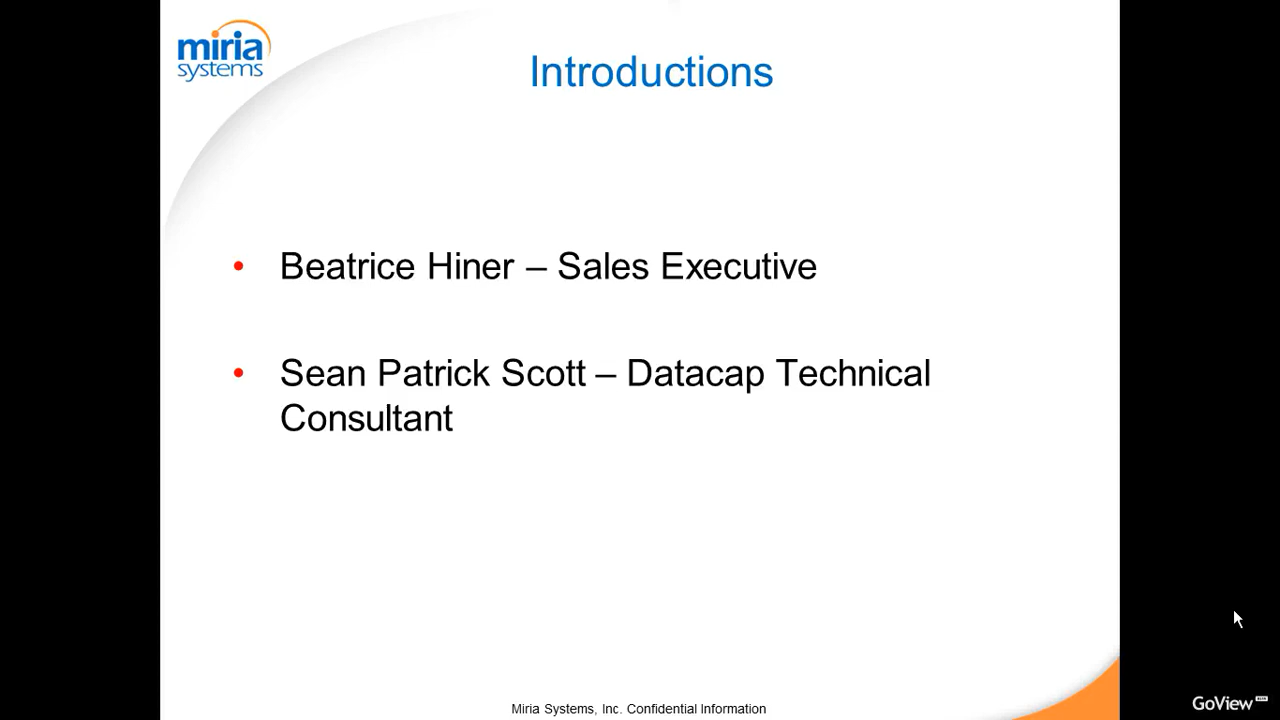 miria
systems
Introductions
• Beatrice Hiner – Sales Executive
• Sean Patrick Scott – Datacap Technical
Consultant
Miria Systems, Inc. Confidential Information
GoView